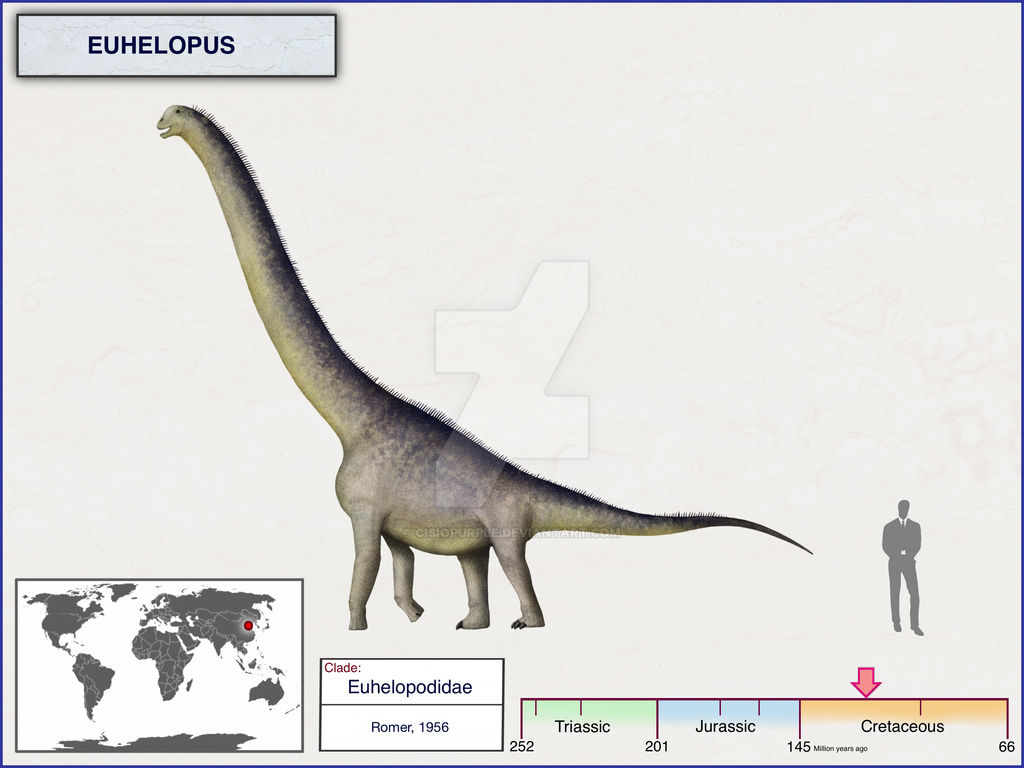 EUHELOPUS
© CISIOPURPLE.DEVIANTART.COM
Clade:
Euhelopodidae
Romer, 1956
Triassic
Jurassic
Cretaceous
252
201
145 Million years ago
66